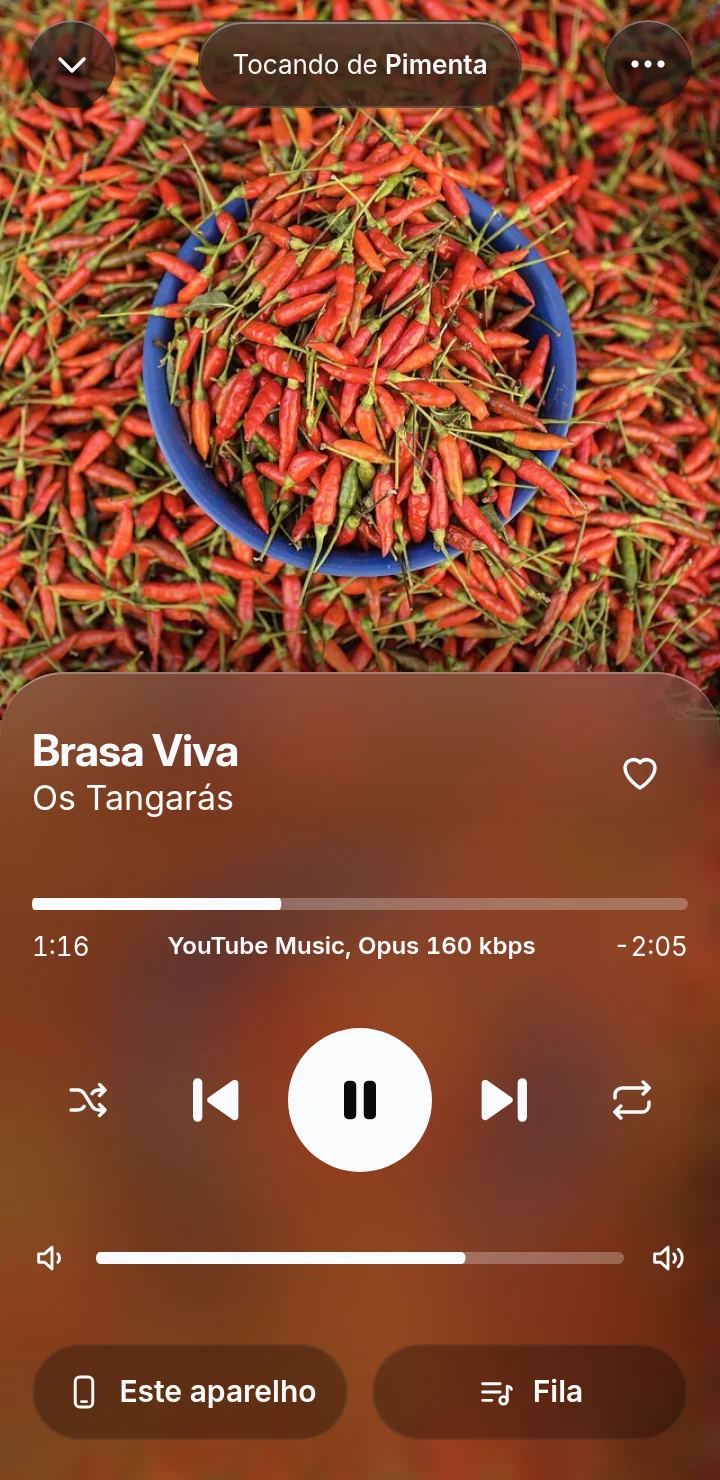 Tocando de Pimenta
Brasa Viva
Os Tangarás
1:16
YouTube Music, Opus 160 kbps
-2:05
Este aparelho
Fila